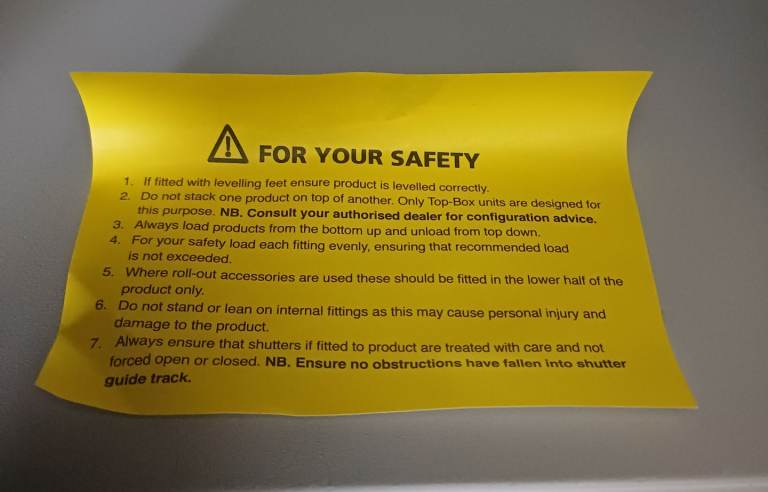 FOR YOUR SAFETY
1. If fitted with levelling feet ensure product is levelled correctly.
2. Do not stack one product on top of another. Only Top-Box units are designed for
this purpose. NB. Consult your authorised dealer for configuration advice.
3. Always load products from the bottom up and unload from top down.
4. For your safety load each fitting evenly, ensuring that recommended load
is not exceeded.
5. Where roll-out accessories are used these should be fitted in the lower half of the
product only.
6. Do not stand or lean on internal fittings as this may cause personal injury and
damage to the product.
7. Always ensure that shutters if fitted to product are treated with care and not
forced open or closed. NB. Ensure no obstructions have fallen into shutter
guide track.